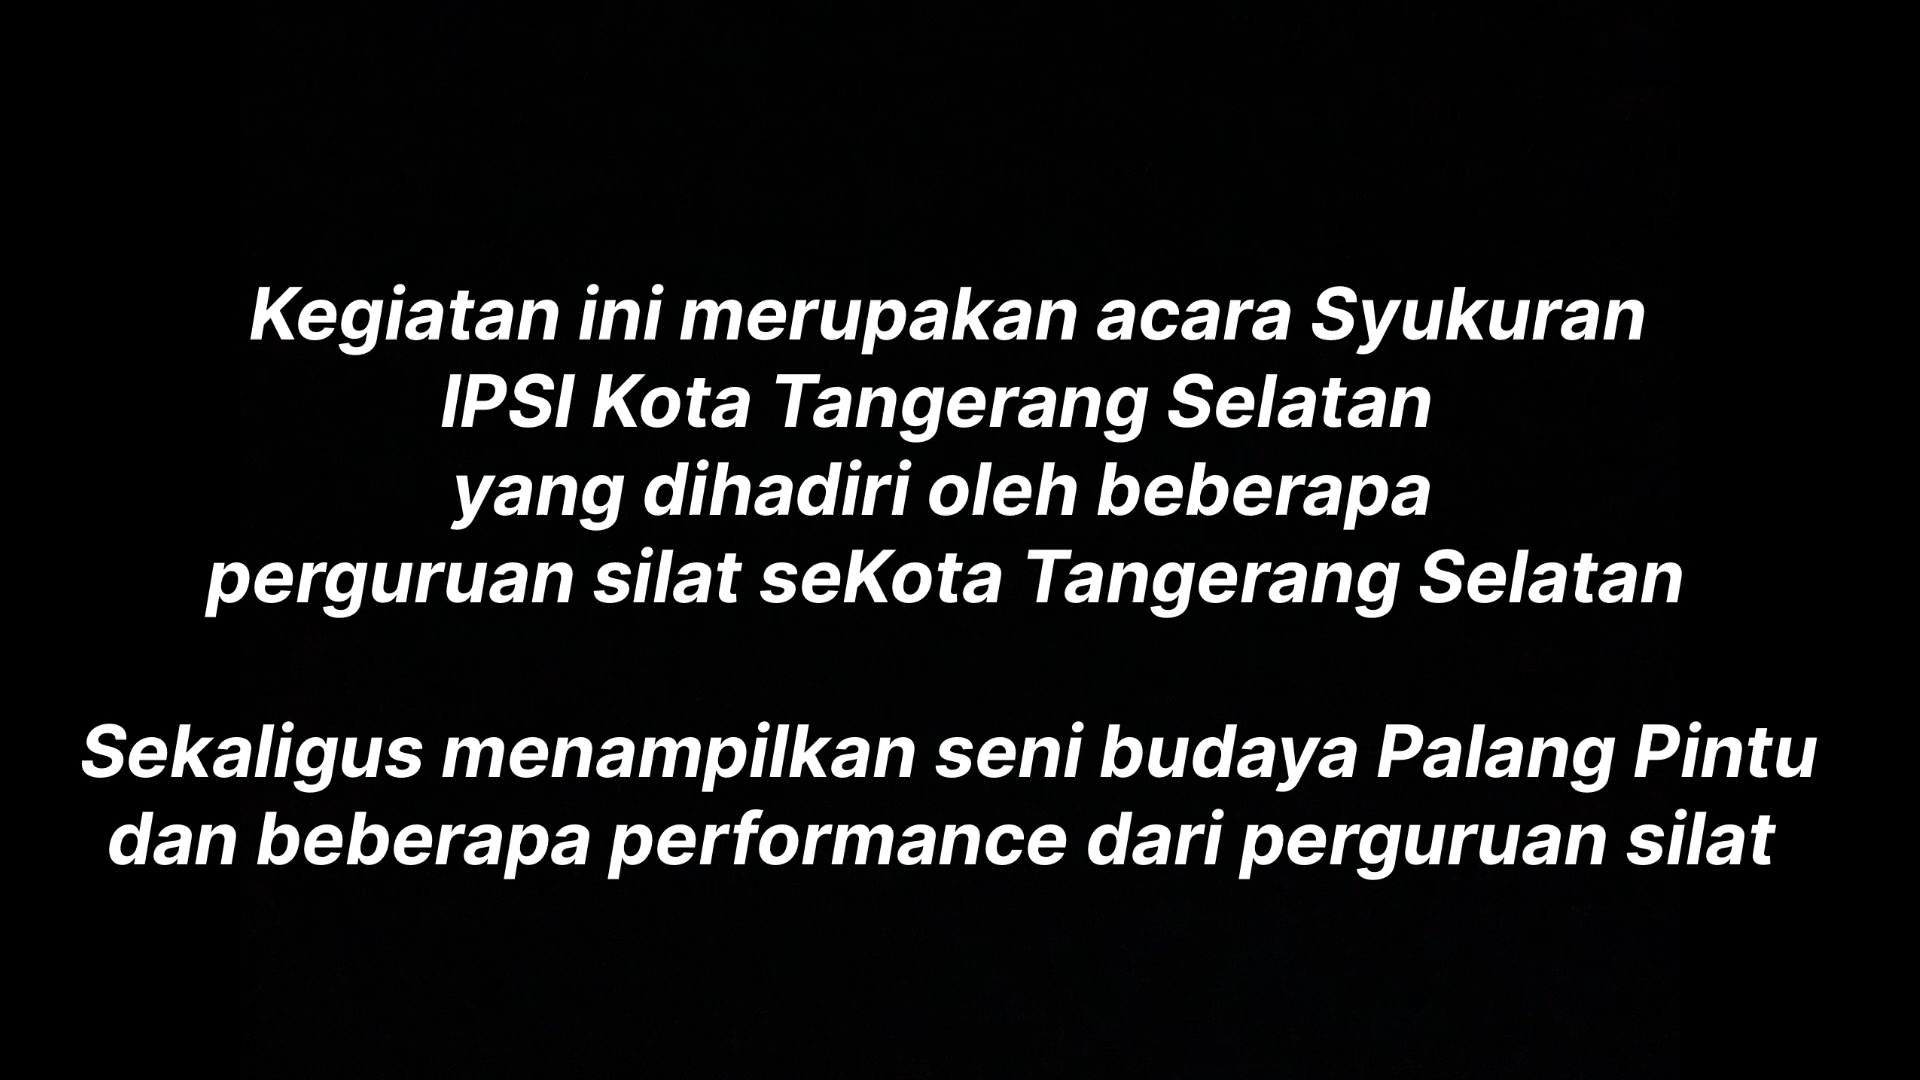 Kegiatan ini merupakan acara Syukuran
IPSI Kota Tangerang Selatan
yang dihadiri oleh beberapa
perguruan silat seKota Tangerang Selatan
Sekaligus menampilkan seni budaya Palang Pintu
dan beberapa performance dari perguruan silat